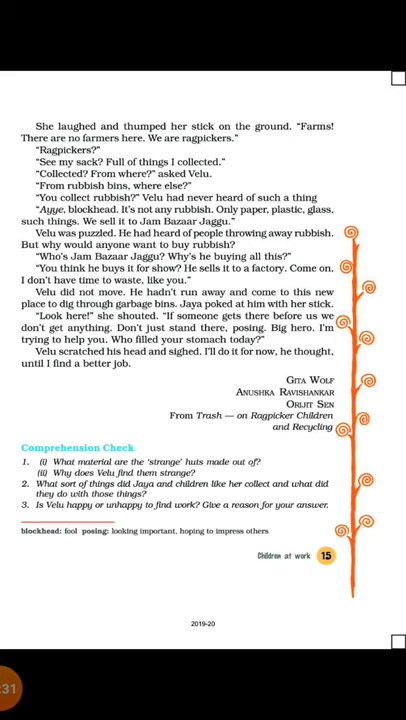 She laughed and thumped her stick on the ground. “Farms!
There are no farmers here. We are ragpickers.”
“Ragpickers?”
“See my sack? Full of things I collected.”
“Collected? From where?” asked Velu.
“From rubbish bins, where else?”
“You collect rubbish?” Velu had never heard of such a thing
“Ayye, blockhead. It's not any rubbish. Only paper, plastic, glass,
such things. We sell it to Jam Bazaar Jaggu.”
Velu was puzzled. He had heard of people throwing away rubbish.
But why would anyone want to buy rubbish?
“Who's Jam Bazaar Jaggu? Why's he buying all this?”
“You think he buys it for show? He sells it to a factory. Come on,
I don't have time to waste, like you.”
Velu did not move. He hadn't run away and come to this new
place to dig through garbage bins. Jaya poked at him with her stick.
“Look here!” she shouted. “If someone gets there before us we
don't get anything. Don't just stand there, posing. Big hero. I'm
trying to help you. Who filled your stomach today?”
Velu scratched his head and sighed. I'll do it for now, he thought,
until I find a better job.
GITA WOLF
ANUSHKA RAVISHANKAR
ORIJIT SEN
From Trash — on Ragpicker Children
and Recycling
Comprehension Check
1. (i) What material are the ‘strange’ huts made out of?
(ii) Why does Velu find them strange?
2. What sort of things did Jaya and children like her collect and what did
they do with those things?
3. Is Velu happy or unhappy to find work? Give a reason for your answer.
blockhead: fool posing: looking important, hoping to impress others
Children at work 15
2019-20
:31